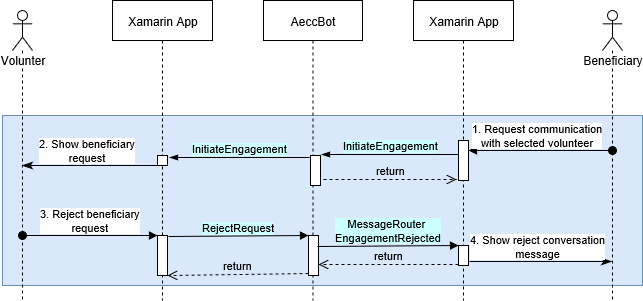 Xamarin App
AeccBot
Xamarin App
Volunter
Beneficiary
1. Request communication
with selected volunteer
InitiateEngagement
InitiateEngagement
2. Show beneficiary
request
return
3. Reject beneficiary
request
RejectRequest
MessageRouter
EngagementRejected
4. Show reject conversation
message
return
return